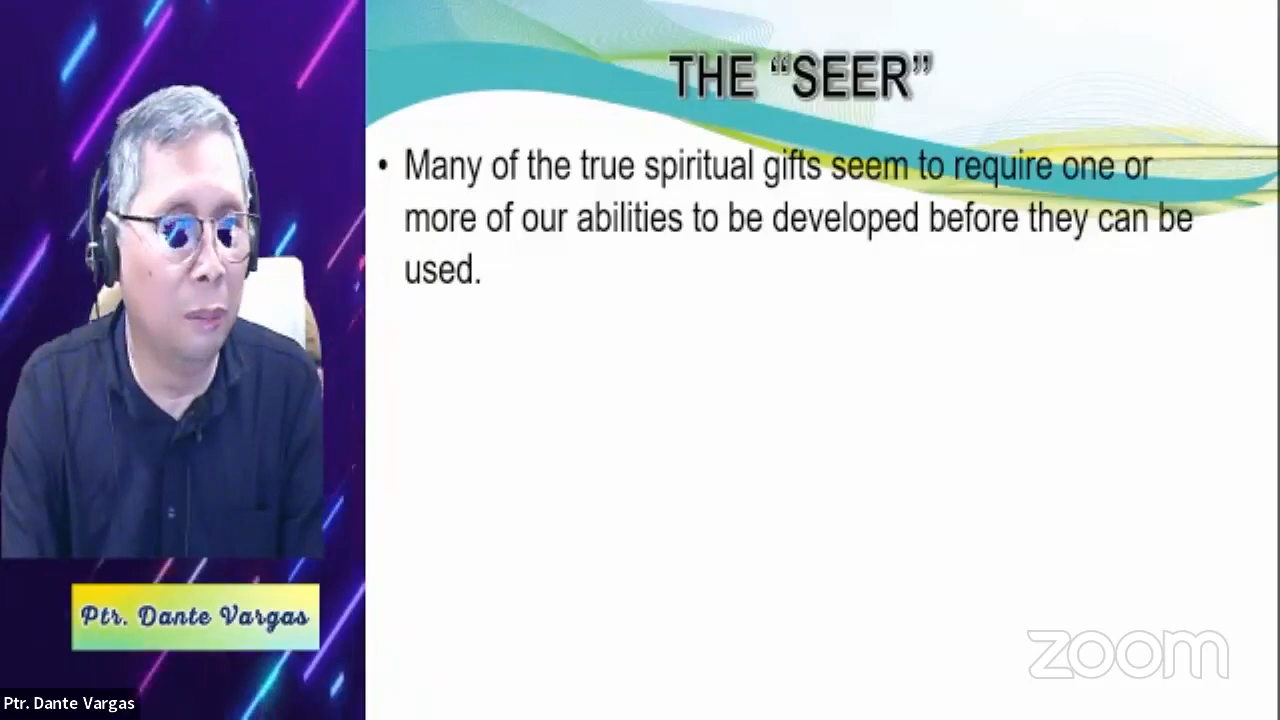 THE “SEER”
• Many of the true spiritual gifts seem to require one or
more of our abilities to be developed before they can be
used.
Ptr. Dante Vargas
zoom
Ptr. Dante Vargas